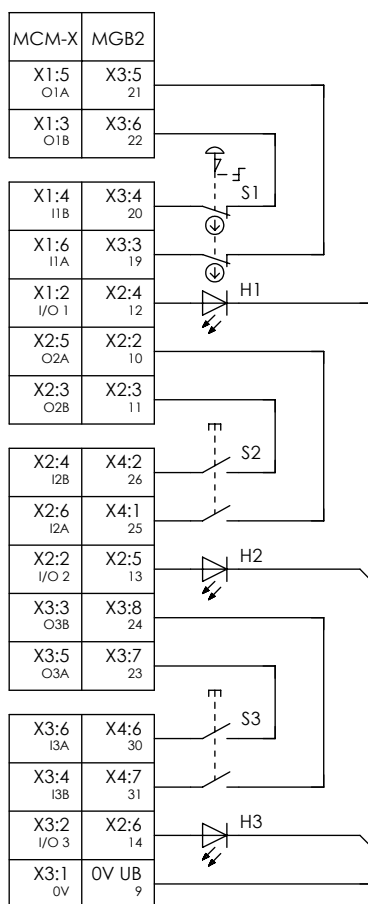 MCM-X MGB2
X1:5 X3:5
O1A 21
X1:3 X3:6
O1B 22
X1:4 X3:4
I1B 20
S1
X1:6 X3:3
I1A 19
X1:2 X2:4
I/O 1 12
H1
X2:5 X2:2
O2A 10
X2:3 X2:3
O2B 11
X2:4 X4:2
I2B 26
S2
X2:6 X4:1
I2A 25
X2:2 X2:5
I/O 2 13
H2
X3:3 X3:8
O3B 24
X3:5 X3:7
O3A 23
X3:6 X4:6
I3A 30
S3
X3:4 X4:7
I3B 31
X3:2 X2:6
I/O 3 14
H3
X3:1 0V UB
0V 9